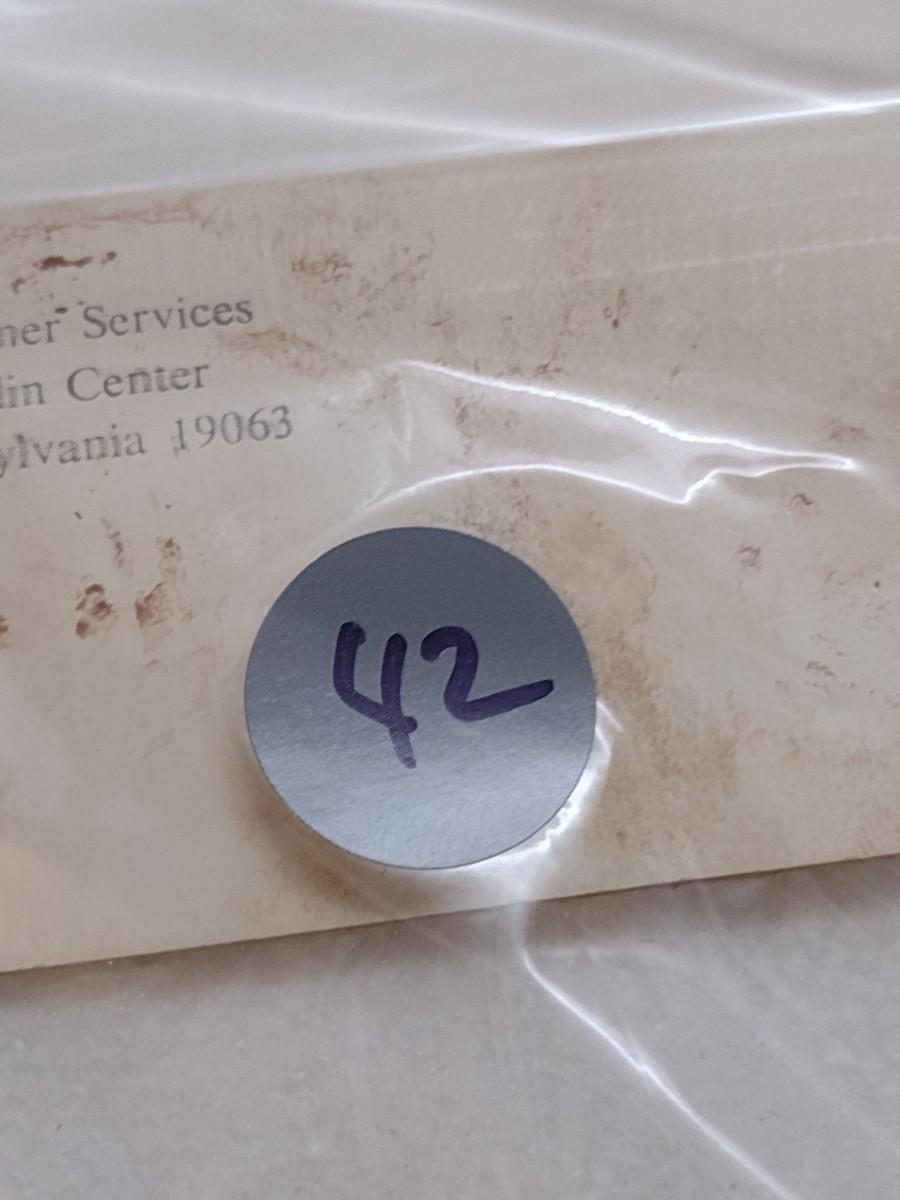 ner Services
lin Center
ylvania 19063
42